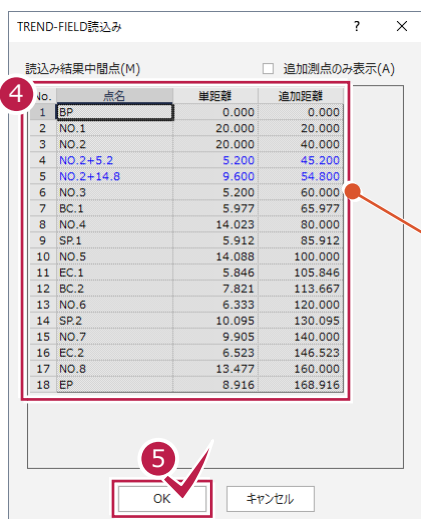 TREND-FIELD読込み ? ×
読込み結果中間点(M) 追加測点のみ表示(A)
4
No. 点名 単距離 追加距離
1 BP 0.000 0.000
2 NO.1 20.000 20.000
3 NO.2 20.000 40.000
4 NO.2+5.2 5.200 45.200
5 NO.2+14.8 9.600 54.800
6 NO.3 5.200 60.000
7 BC.1 5.977 65.977
8 NO.4 14.023 80.000
9 SP.1 5.912 85.912
10 NO.5 14.088 100.000
11 EC.1 5.846 105.846
12 BC.2 7.821 113.667
13 NO.6 6.333 120.000
14 SP.2 10.095 130.095
15 NO.7 9.905 140.000
16 EC.2 6.523 146.523
17 NO.8 13.477 160.000
18 EP 8.916 168.916
5
OK キャンセル